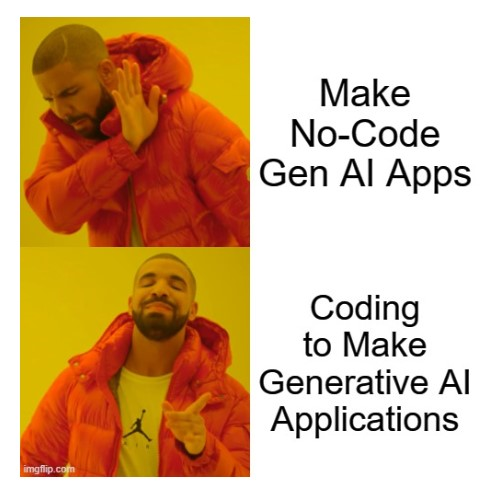 Make
No-Code
Gen AI Apps
Coding
to Make
Generative AI
Applications
imgflip.com